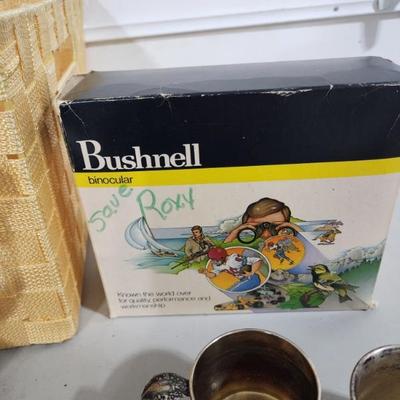 Bushnell
binocular
Save
Roxy
Known the world over
for quality, performance and
workmanship